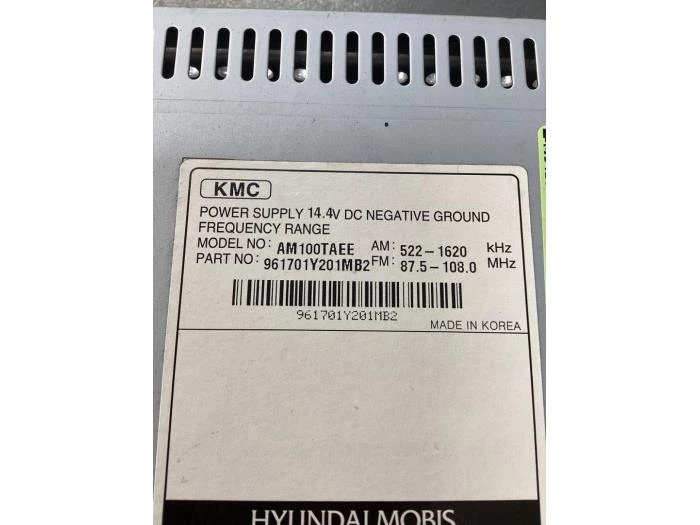 KMC
POWER SUPPLY 14.4V DC NEGATIVE GROUND
FREQUENCY RANGE
MODEL NO: AM100TAEE AM: 522-1620 kHz
PART NO: 961701Y201MB2 FM: 87.5-108.0 MHz
961701Y201MB2
MADE IN KOREA
HYUNDAI MOBIS